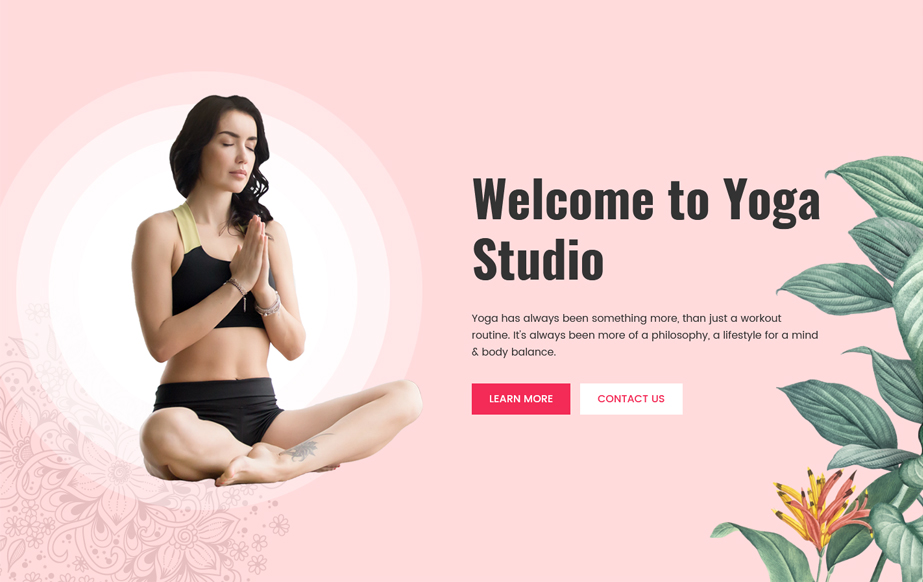 Welcome to Yoga
Studio
Yoga has always been something more, than just a workout
routine. It's always been more of a philosophy, a lifestyle for a mind
& body balance.
LEARN MORE
CONTACT US